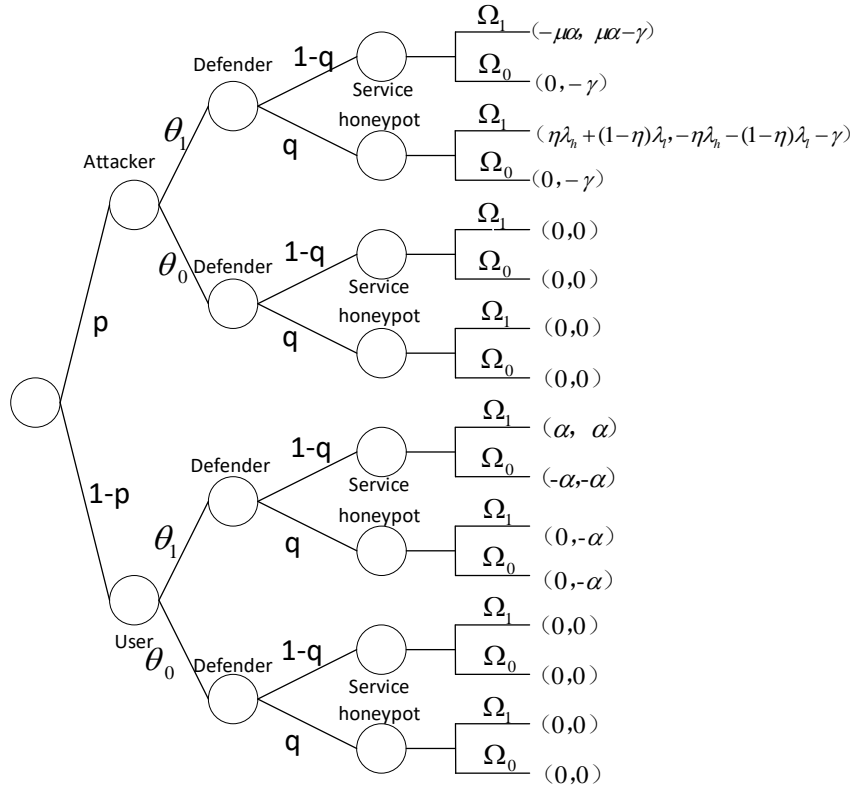 Ω₁ (-μα, μα-γ)
1-q
Defender
Ω₀ (0,-γ)
Service
honeypot
Ω₁ (ηλₕ+(1-η)λₗ,-ηλₕ-(1-η)λₗ-γ)
θ₁
q
Attacker
Ω₀ (0,-γ)
Ω₁ (0,0)
1-q
θ₀
Defender
Ω₀ (0,0)
Service
honeypot
Ω₁ (0,0)
p
q
Ω₀ (0,0)
Ω₁ (α, α)
1-q
Defender
Ω₀ (-α,-α)
1-p
Service
honeypot
Ω₁ (0,-α)
θ₁
q
Ω₀ (0,-α)
Ω₁ (0,0)
User
1-q
θ₀
Defender
Ω₀ (0,0)
Service
honeypot
Ω₁ (0,0)
q
Ω₀ (0,0)